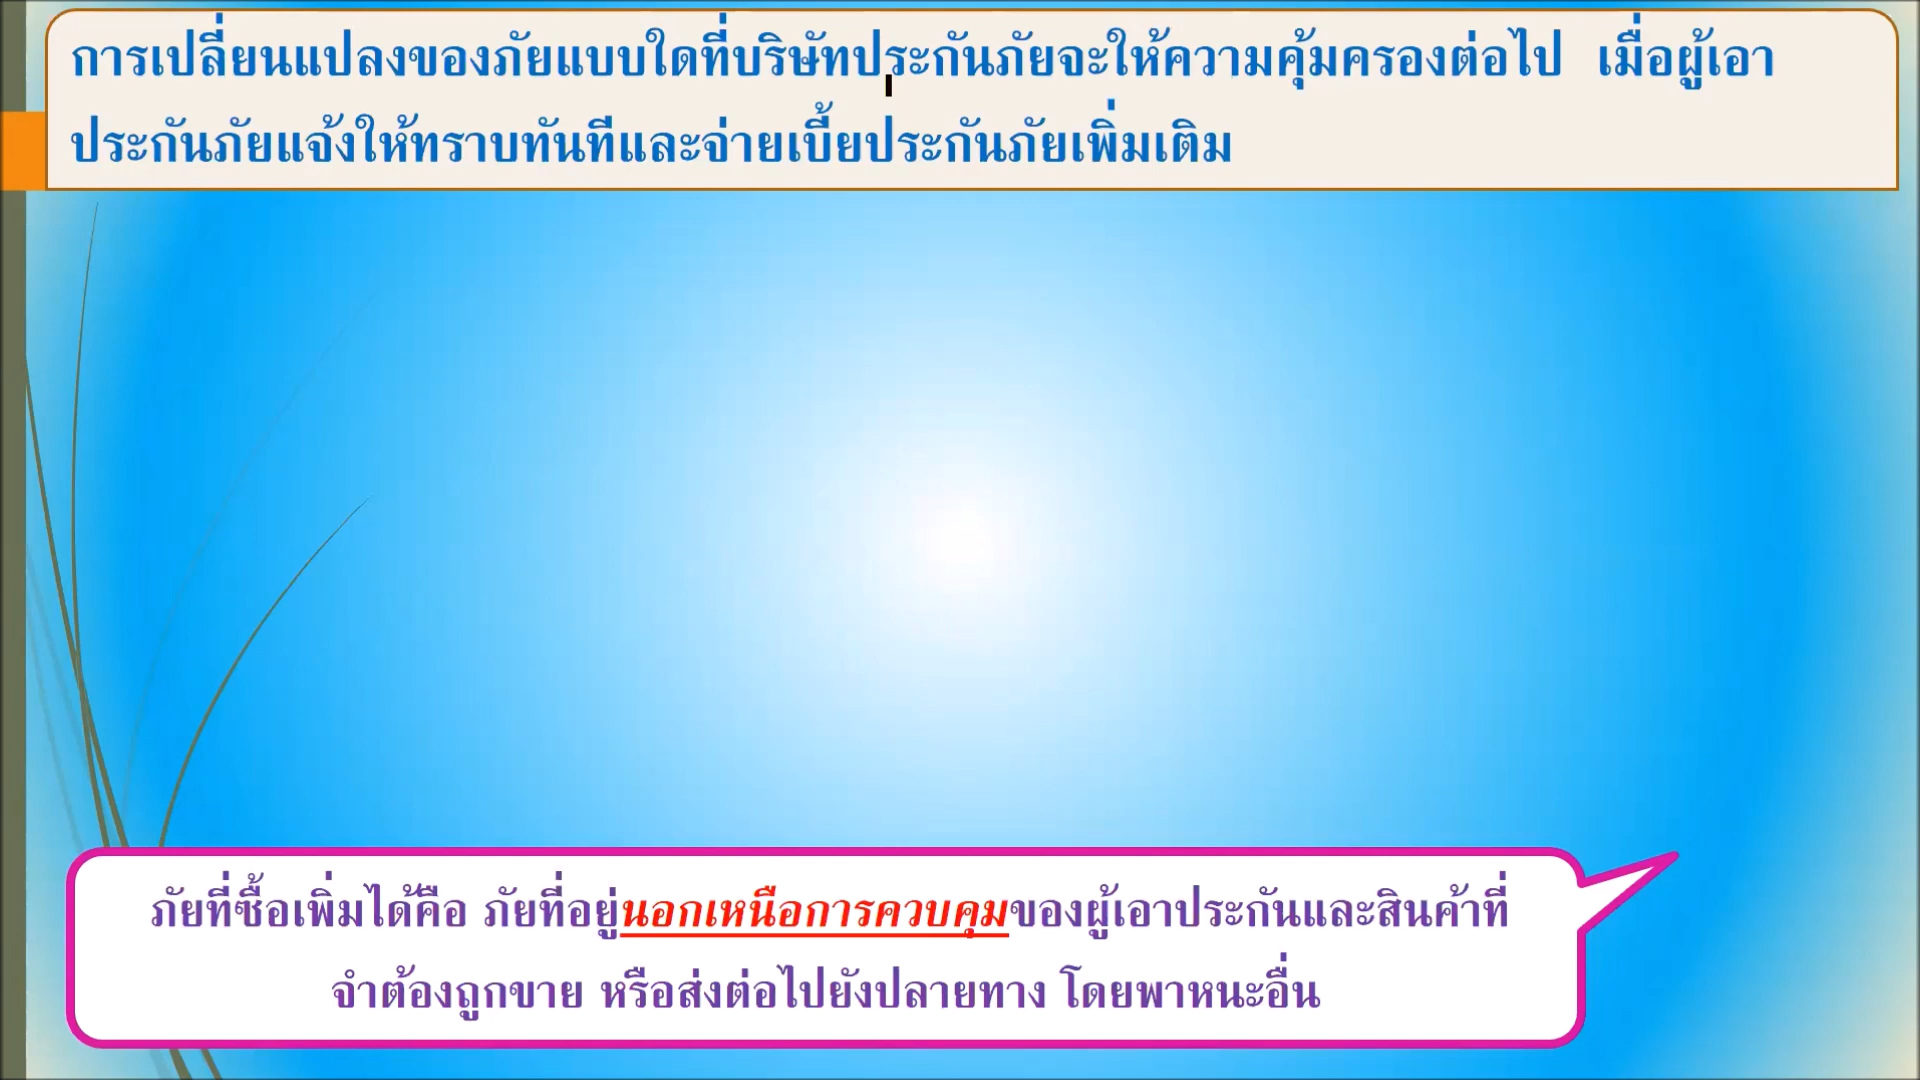 การเปลี่ยนแปลงของภัยแบบใดที่บริษัทประกันภัยจะให้ความคุ้มครองต่อไป เมื่อผู้เอา
ประกันภัยแจ้งให้ทราบทันทีและจ่ายเบี้ยประกันภัยเพิ่มเติม
ภัยที่ซื้อเพิ่มได้คือ ภัยที่อยู่นอกเหนือการควบคุมของผู้เอาประกันและสินค้าที่
จำต้องถูกขาย หรือส่งต่อไปยังปลายทาง โดยพาหนะอื่น